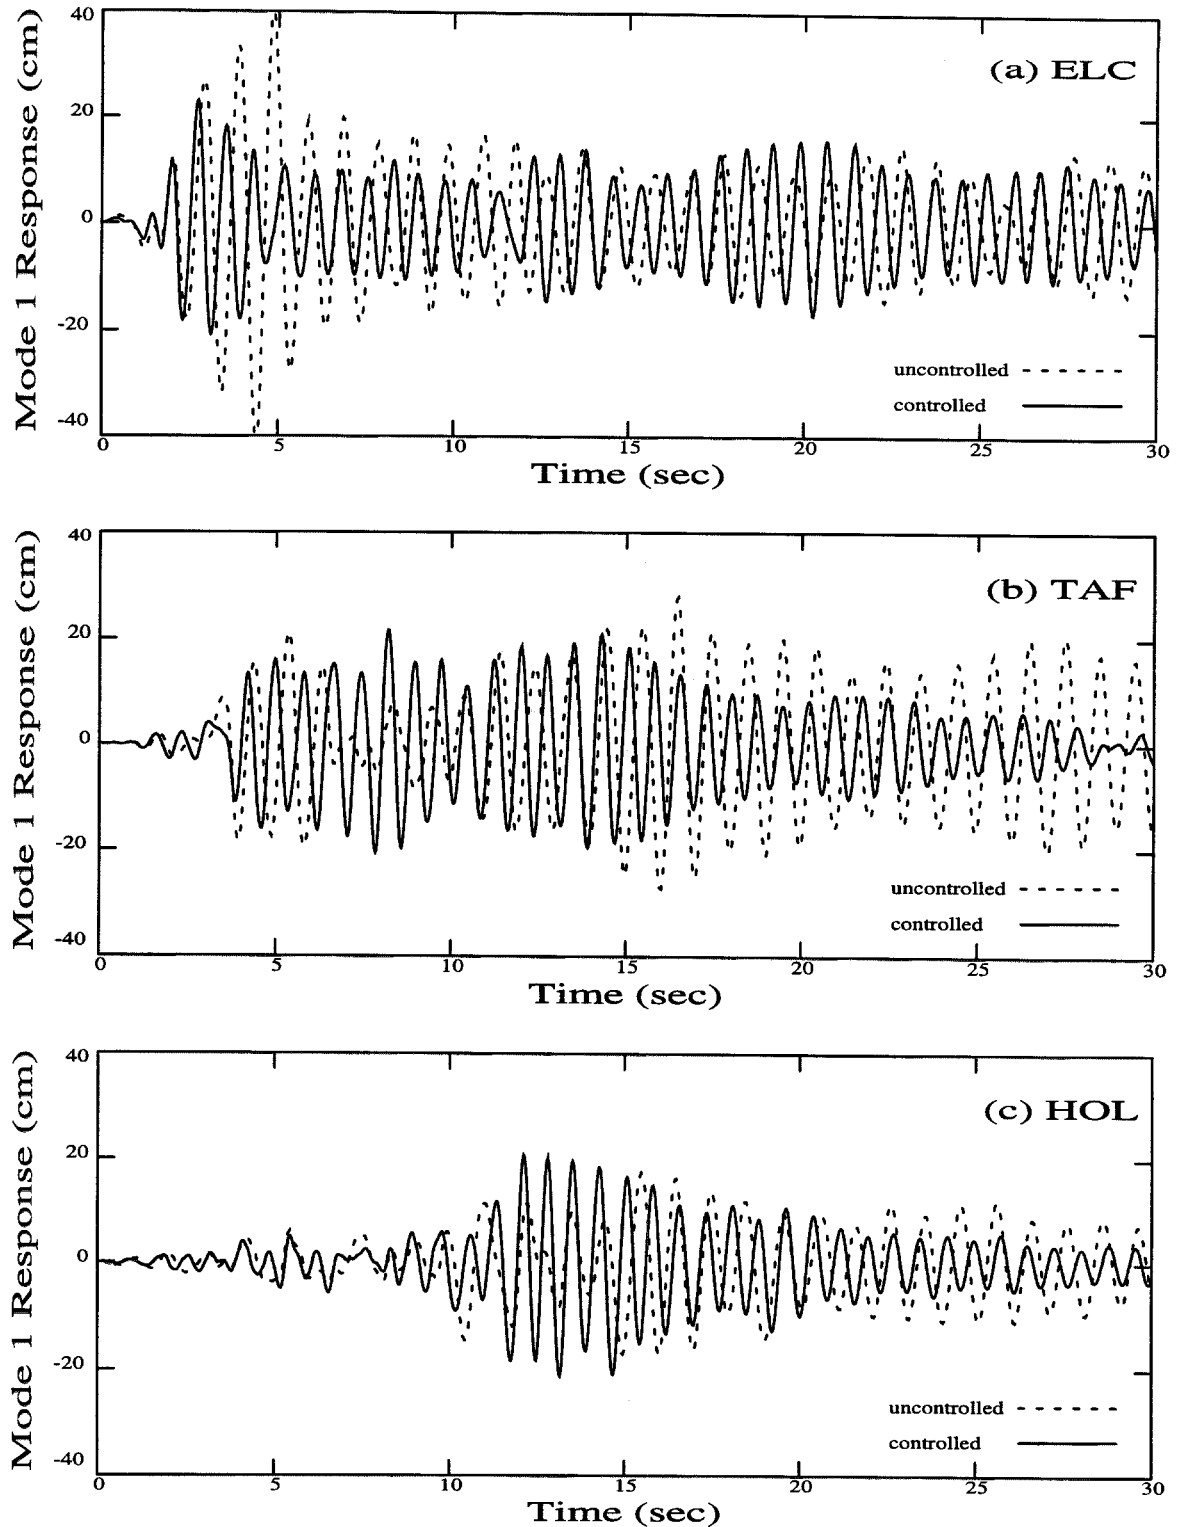 40
20
0
-20
-40
Mode 1 Response (cm)
(a) ELC
uncontrolled
controlled
0 5 10 15 20 25 30
Time (sec)
40
20
0
-20
-40
Mode 1 Response (cm)
(b) TAF
uncontrolled
controlled
0 5 10 15 20 25 30
Time (sec)
40
20
0
-20
-40
Mode 1 Response (cm)
(c) HOL
uncontrolled
controlled
0 5 10 15 20 25 30
Time (sec)